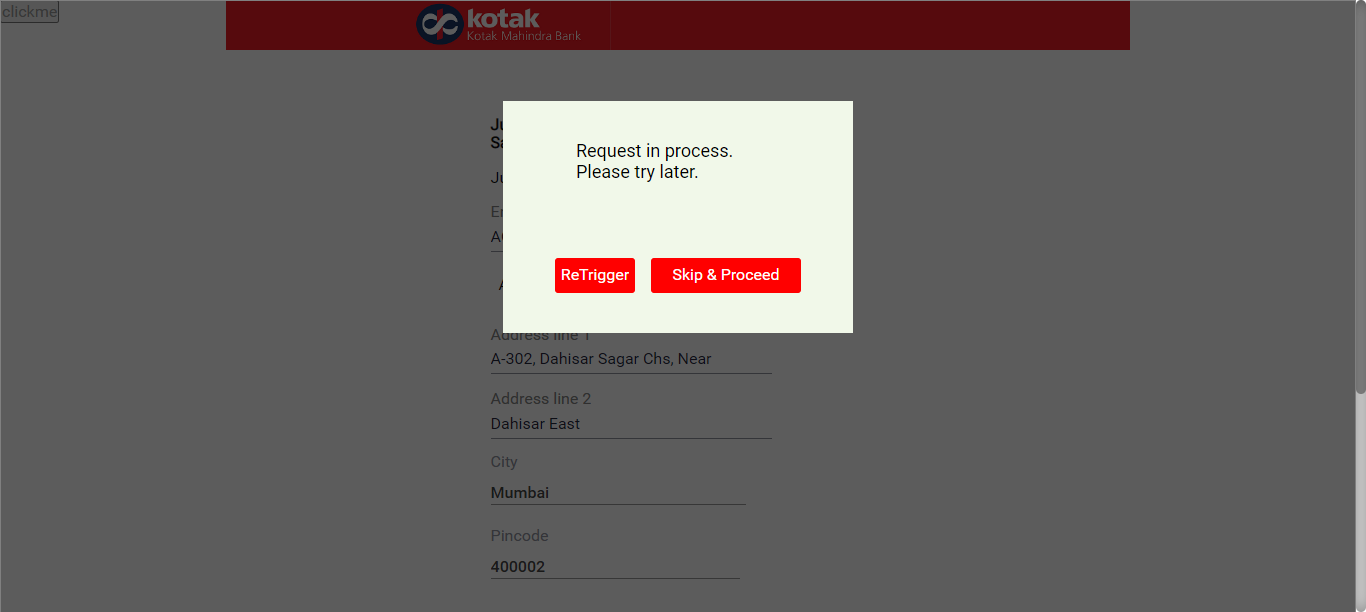 clickme
kotak
Kotak Mahindra Bank
Request in process.
Please try later.
ReTrigger
Skip & Proceed
Address line 1
A-302, Dahisar Sagar Chs, Near
Address line 2
Dahisar East
City
Mumbai
Pincode
400002